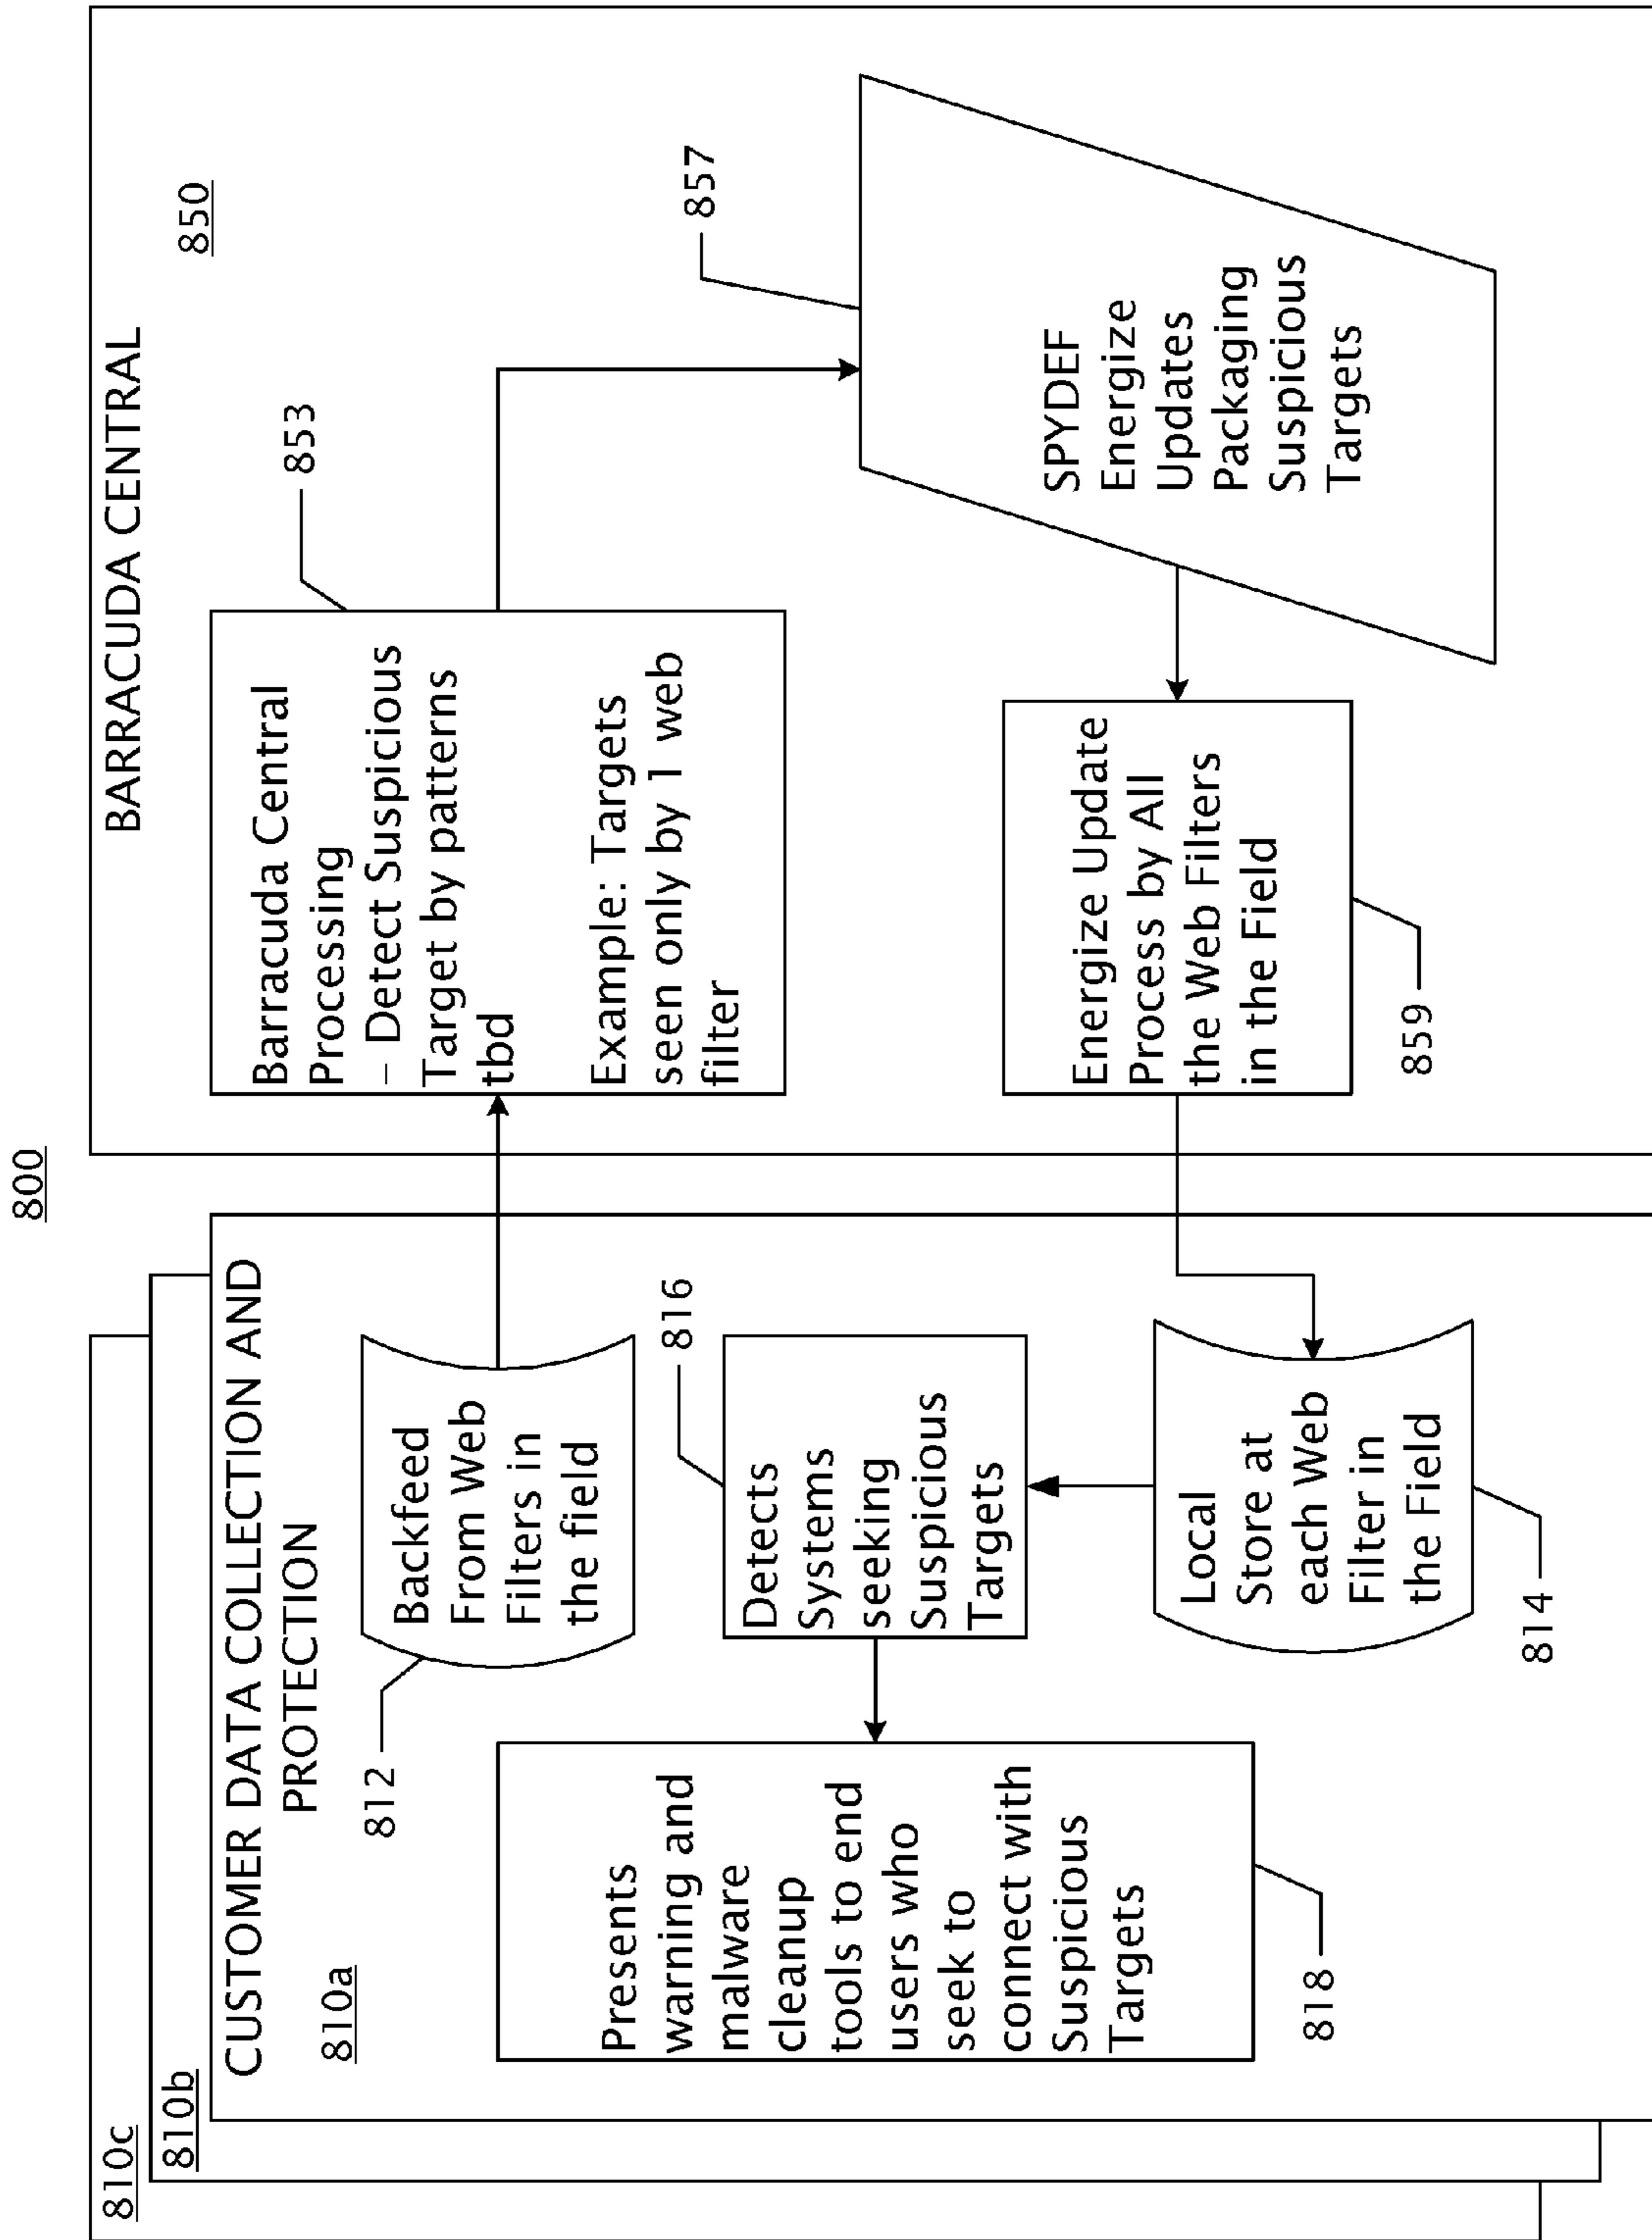 800
810c
810b
CUSTOMER DATA COLLECTION AND
PROTECTION
810a
812
Backfeed
From Web
Filters in
the field
816
Detects
Systems
seeking
Suspicious
Targets
Presents
warning and
malware
cleanup
tools to end
users who
seek to
connect with
Suspicious
Targets
818
Local
Store at
each Web
Filter in
the Field
814
BARRACUDA CENTRAL
850
853
Barracuda Central
Processing
– Detect Suspicious
Target by patterns
tbd
Example: Targets
seen only by 1 web
filter
857
SPYDEF
Energize
Updates
Packaging
Suspicious
Targets
Energize Update
Process by All
the Web Filters
in the Field
859